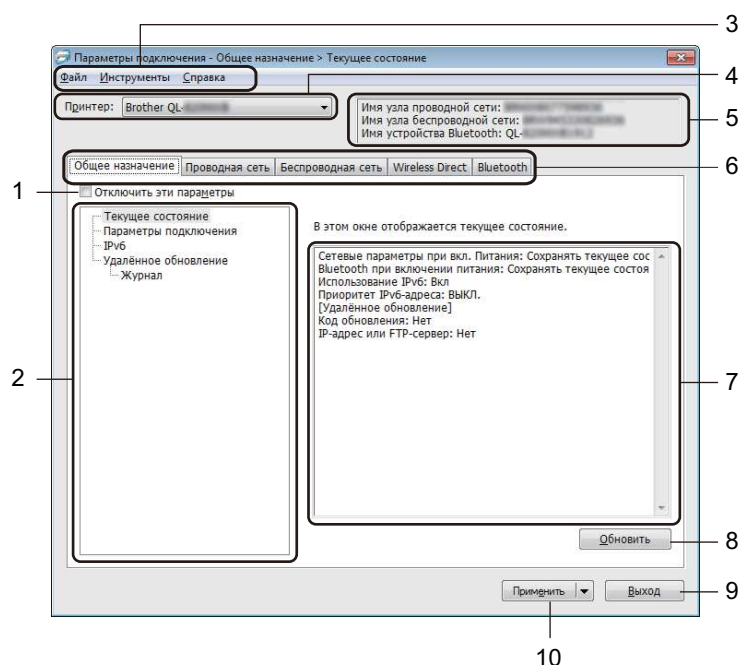 3
Параметры подключения - Общее назначение > Текущее состояние
Файл Инструменты Справка
4
Принтер: Brother QL-
Имя узла проводной сети:
Имя узла беспроводной сети:
Имя устройства Bluetooth: QL-
5
Общее назначение Проводная сеть Беспроводная сеть Wireless Direct Bluetooth
6
1
Отключить эти параметры
Текущее состояние
Параметры подключения
IPv6
Удалённое обновление
Журнал
2
В этом окне отображается текущее состояние.
Сетевые параметры при вкл. Питания: Сохранять текущее сос
Bluetooth при включении питания: Сохранять текущее состоя
Использование IPv6: Вкл
Приоритет IPv6-адреса: ВЫКЛ.
[Удалённое обновление]
Код обновления: Нет
IP-адрес или FTP-сервер: Нет
7
Обновить
8
Применить
Выход
9
10